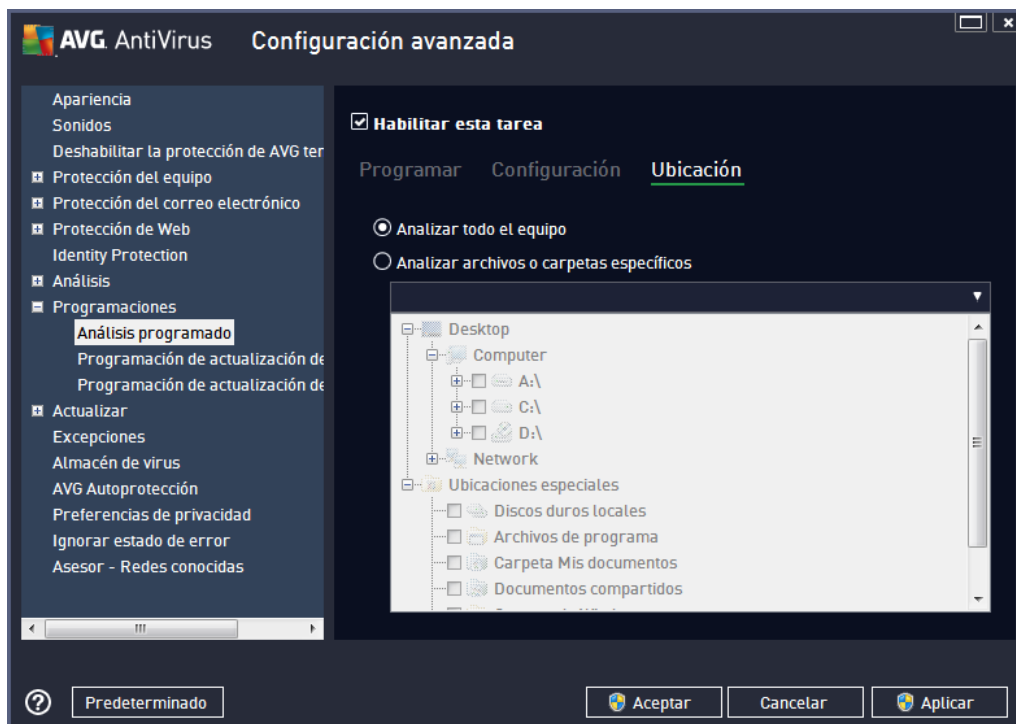 AVG. AntiVirus Configuración avanzada
Apariencia
Sonidos
Deshabilitar la protección de AVG ter
Protección del equipo
Protección del correo electrónico
Protección de Web
Identity Protection
Análisis
Programaciones
Análisis programado
Programación de actualización de
Programación de actualización de
Actualizar
Excepciones
Almacén de virus
AVG Autoprotección
Preferencias de privacidad
Ignorar estado de error
Asesor - Redes conocidas
Habilitar esta tarea
Programar Configuración Ubicación
Analizar todo el equipo
Analizar archivos o carpetas específicos
Desktop
Computer
A:\
C:\
D:\
Network
Ubicaciones especiales
Discos duros locales
Archivos de programa
Carpeta Mis documentos
Documentos compartidos
Predeterminado Aceptar Cancelar Aplicar